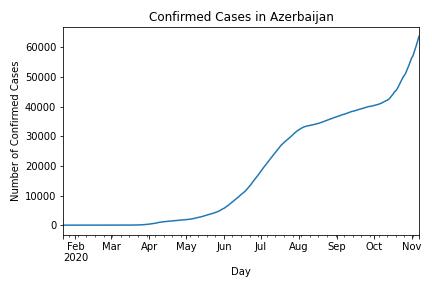 Confirmed Cases in Azerbaijan
Number of Confirmed Cases
60000
50000
40000
30000
20000
10000
0
Feb Mar Apr May Jun Jul Aug Sep Oct Nov
2020
Day